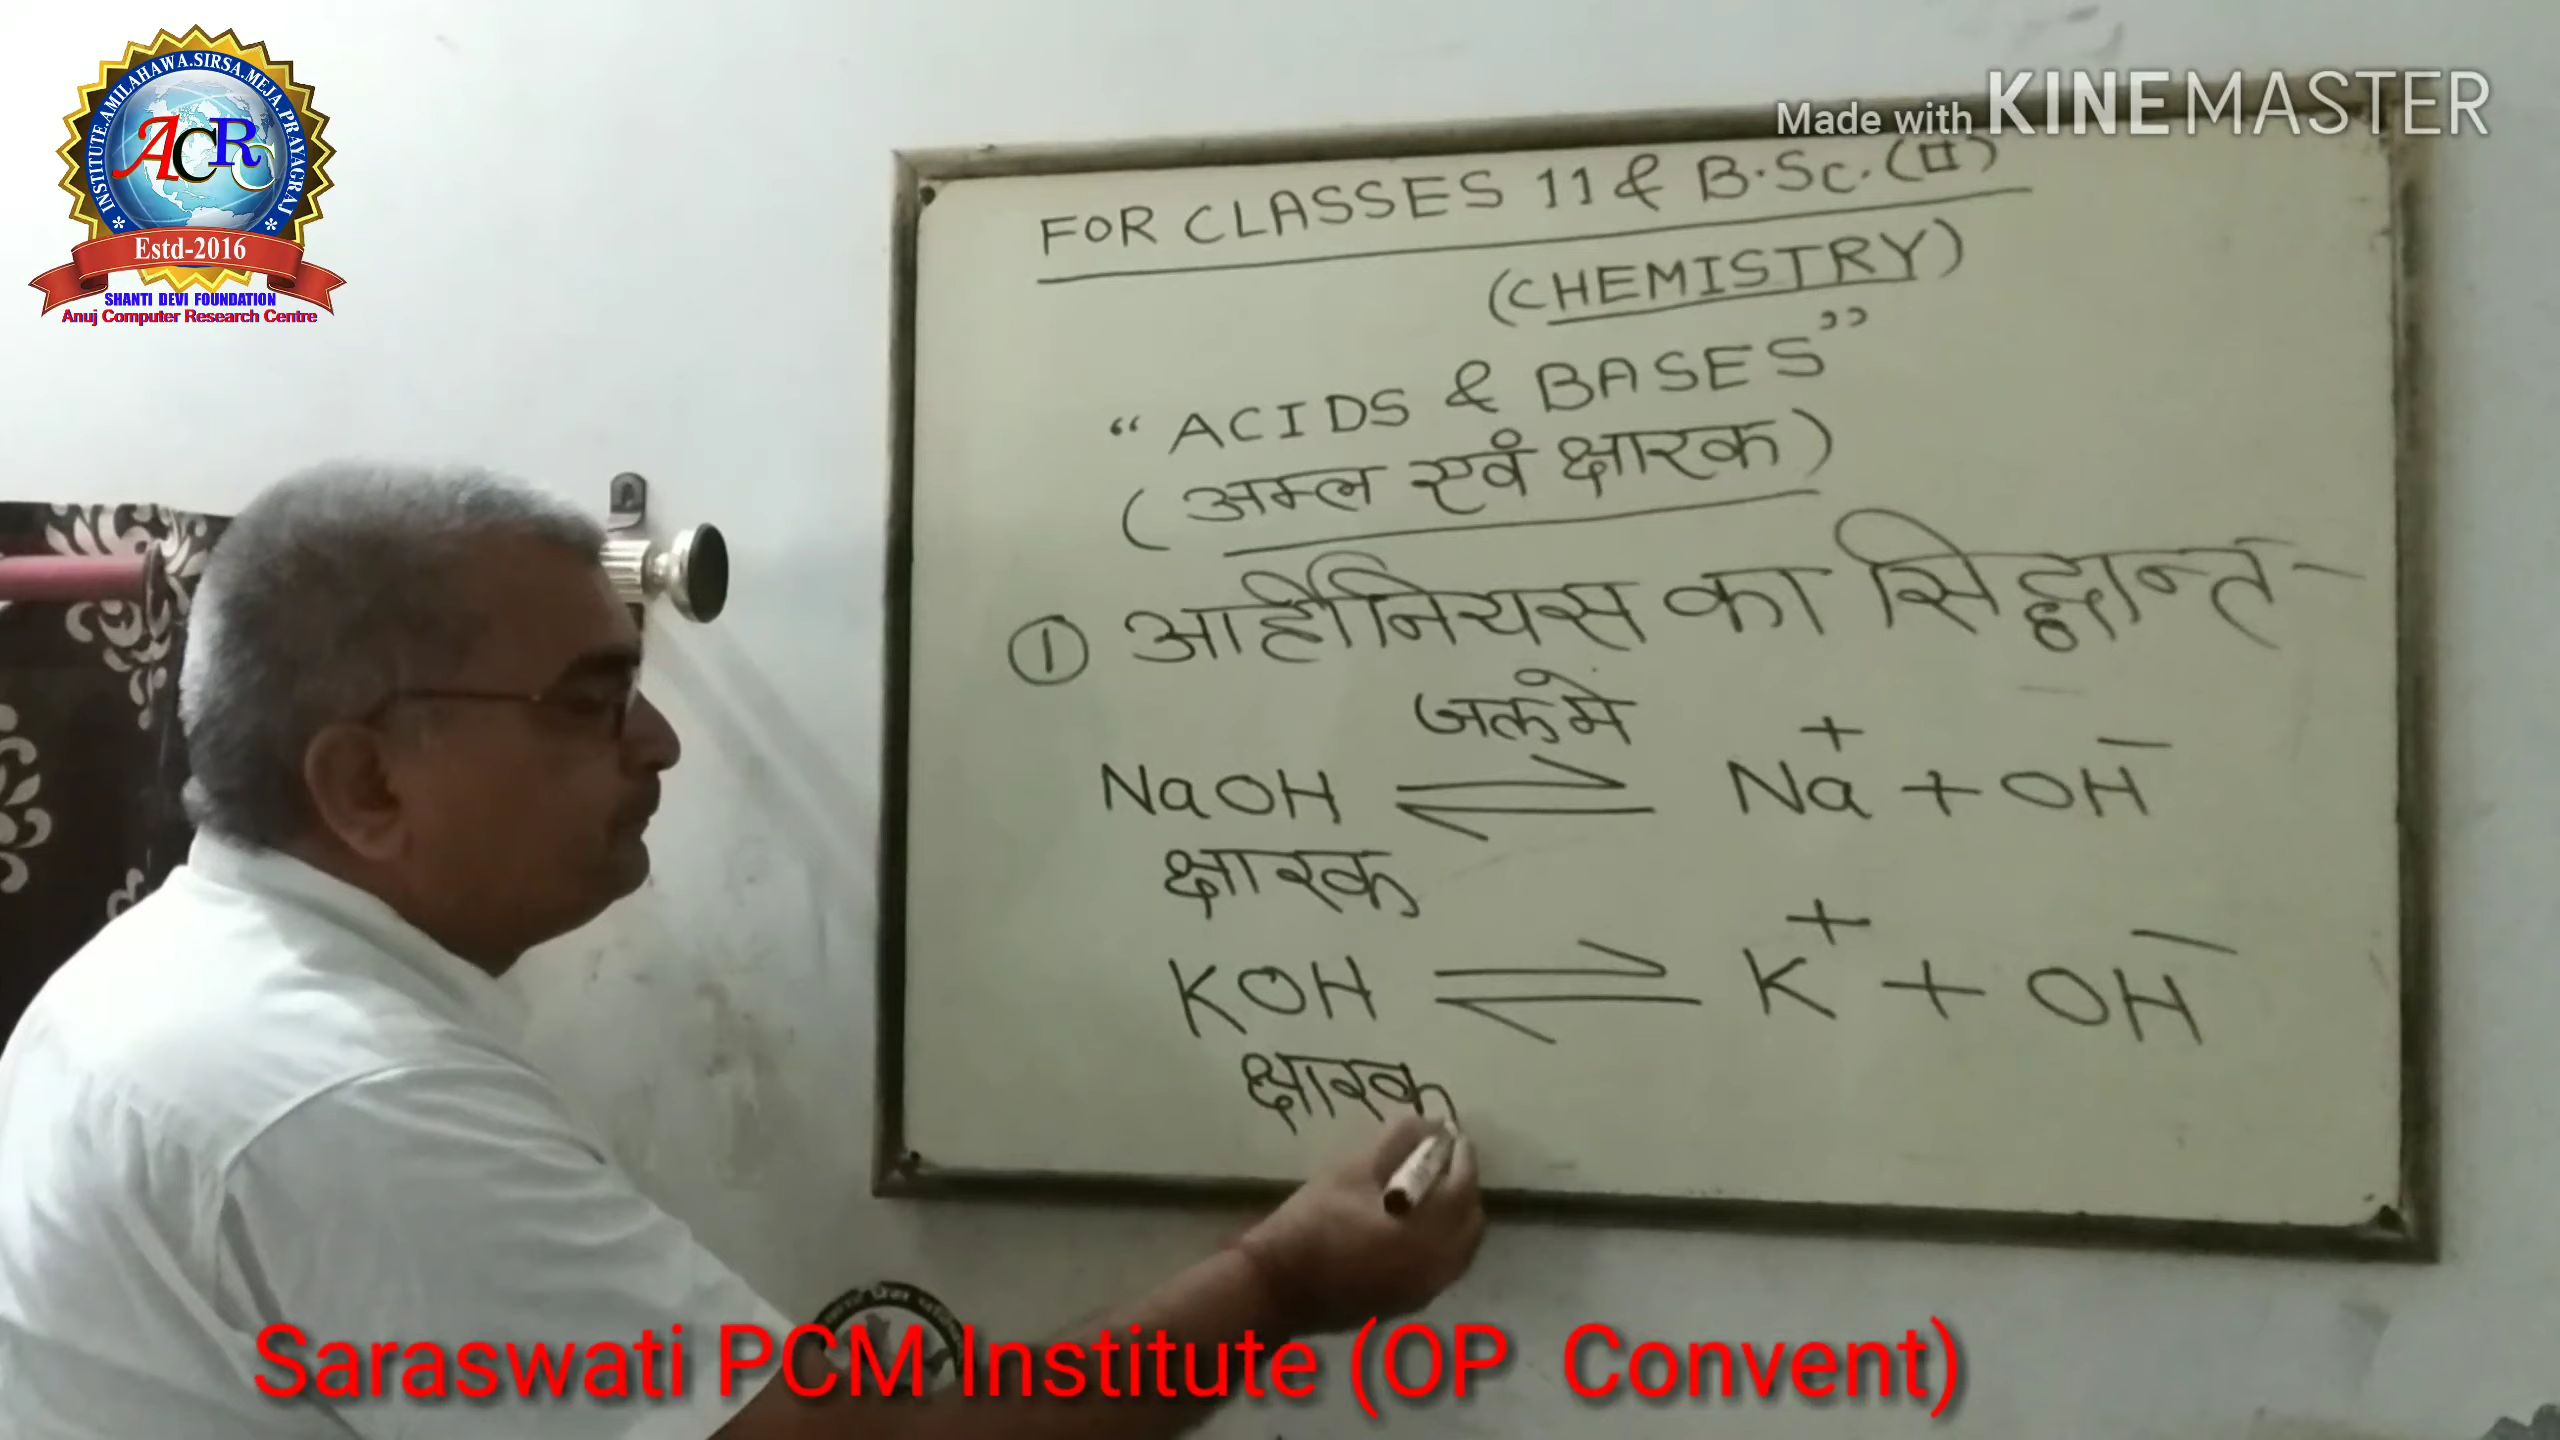 INSTITUTE.AMILAHAWA.SIRSA.MEJA.PRAYAGRAJ
ACRC
Estd-2016
SHANTI DEVI FOUNDATION
Anuj Computer Research Centre
Made with KINEMASTER
FOR CLASSES 11 & B.Sc. (II)
(CHEMISTRY)
“ACIDS & BASES”
(अम्ल एवं क्षारक)
① आर्हीनियस का सिद्धान्त-
जल में
NaOH ⇌ Na⁺ + OH⁻
क्षारक
KOH ⇌ K⁺ + OH⁻
क्षारक
Saraswati PCM Institute (OP Convent)